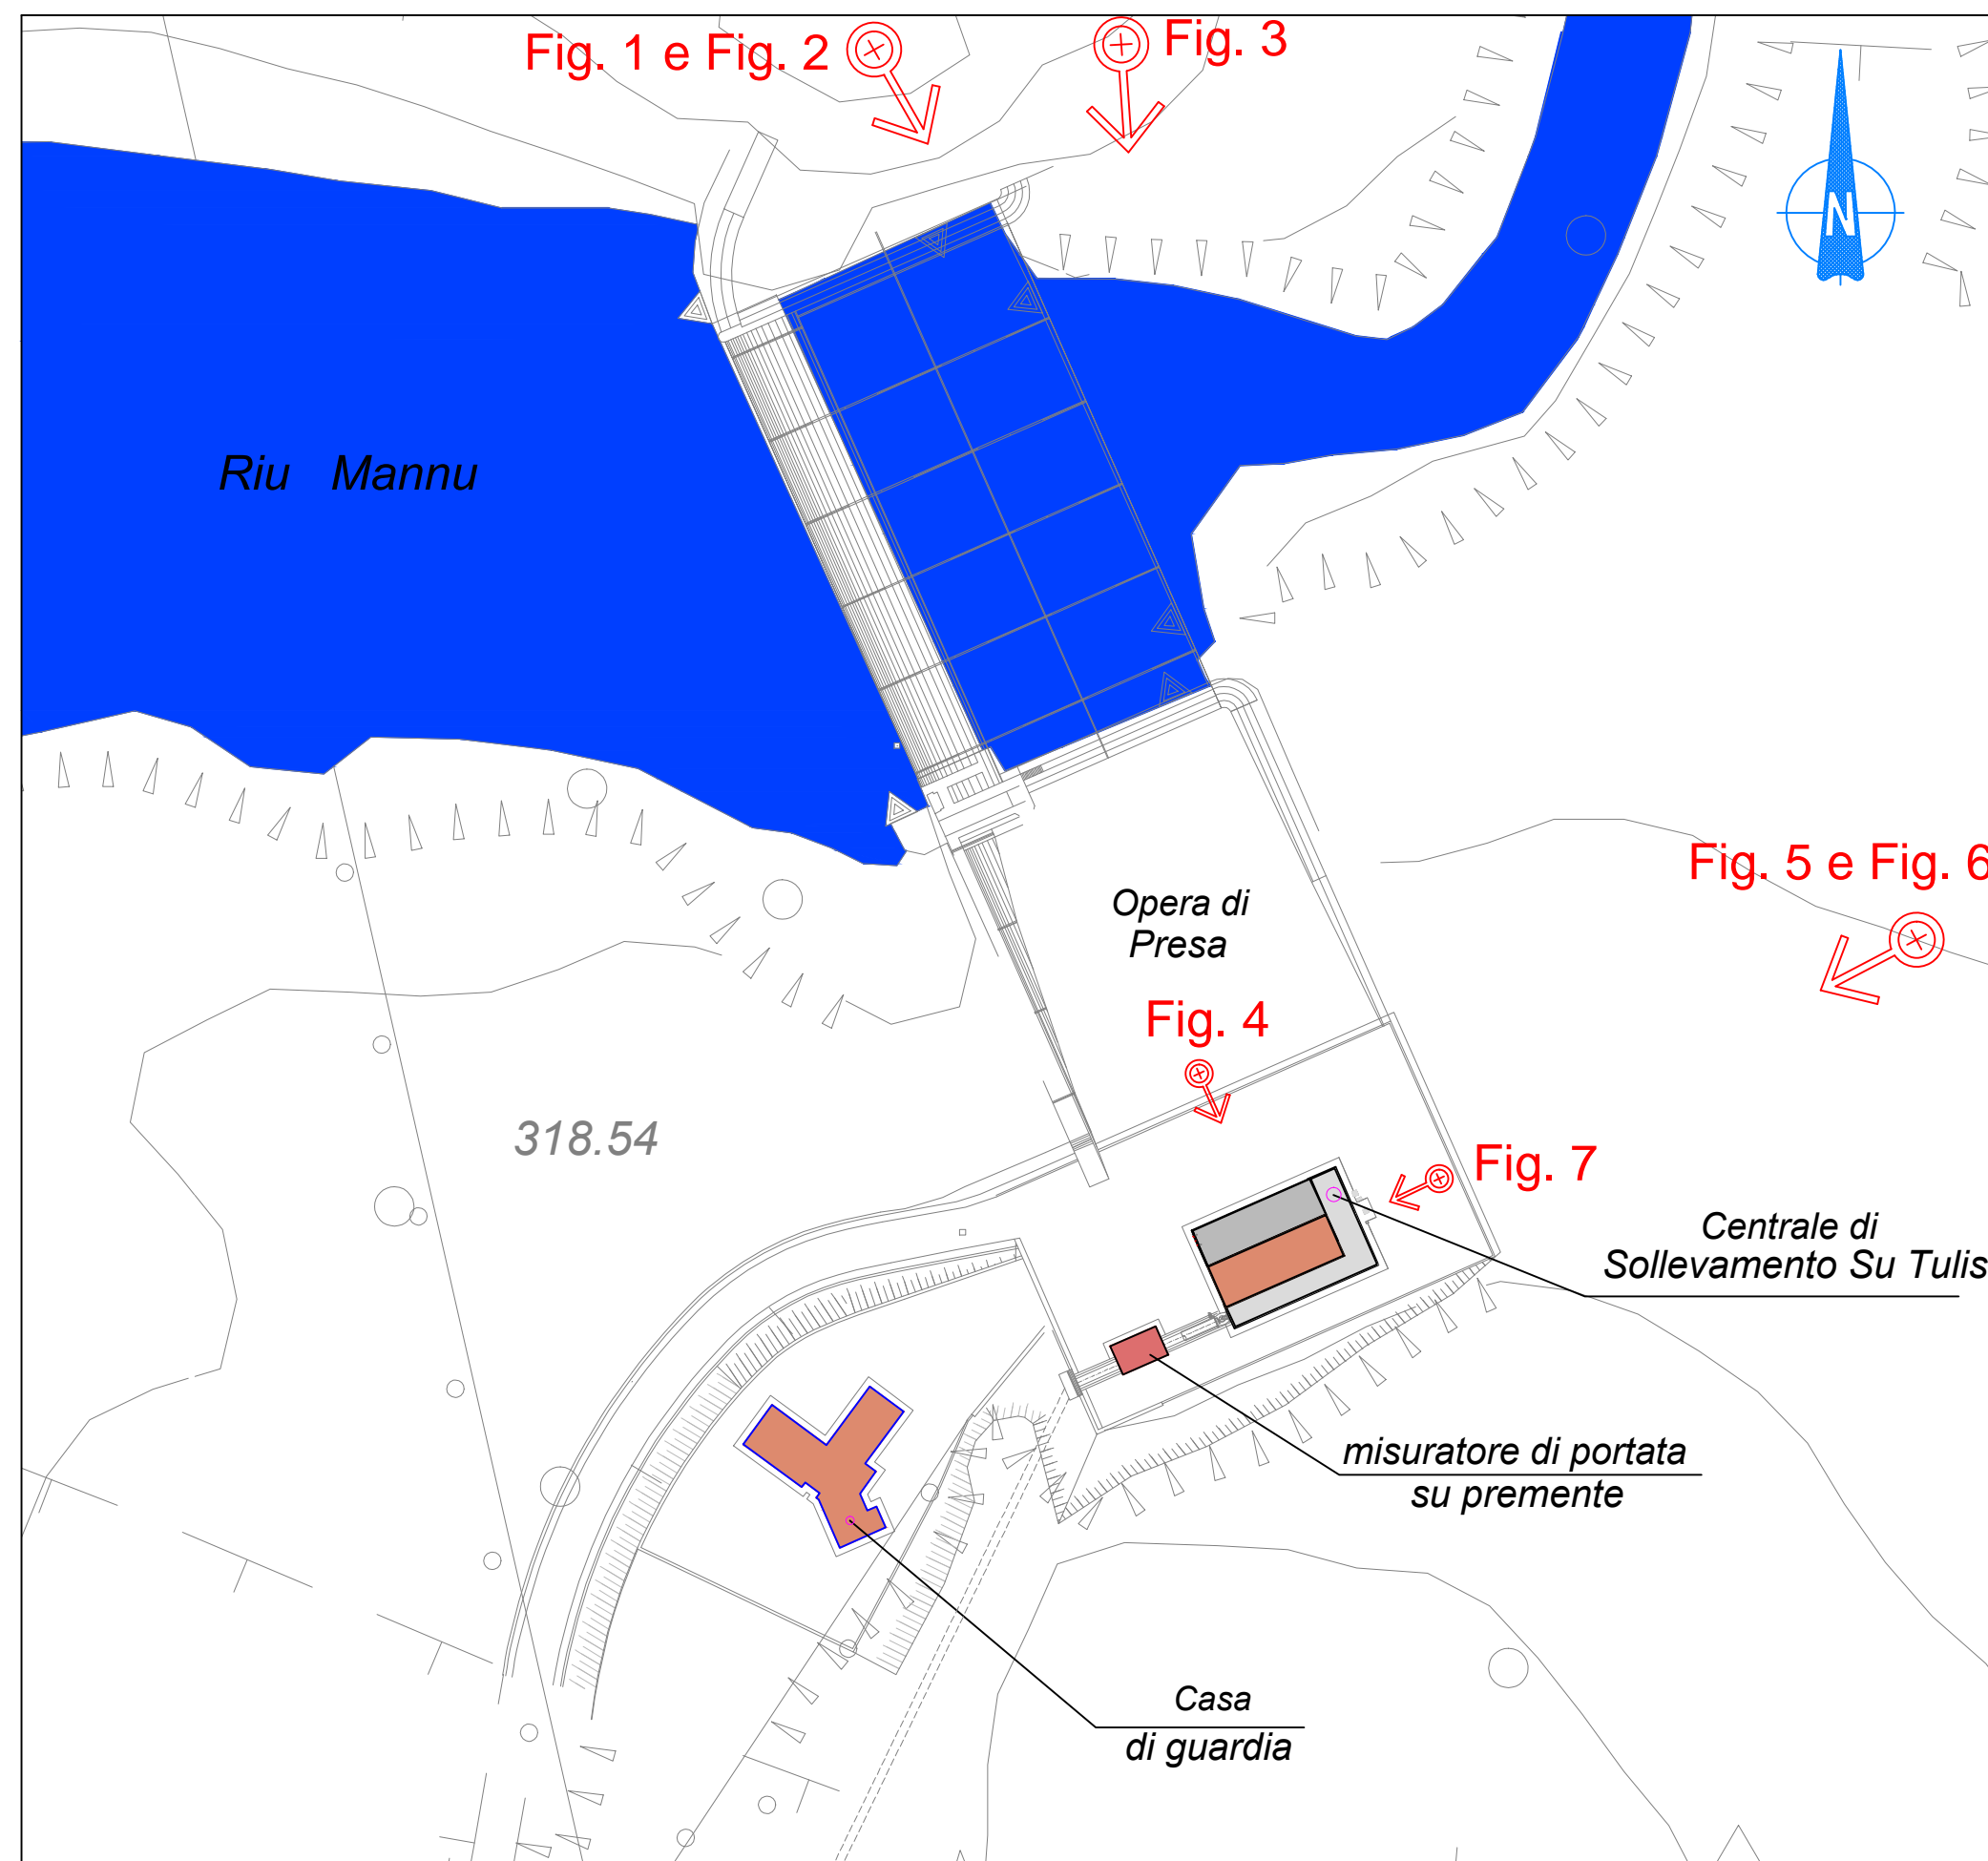 Fig. 1 e Fig. 2
Fig. 3
N
Riu Mannu
Fig. 5 e Fig. 6
Opera di
Presa
Fig. 4
318.54
Fig. 7
Centrale di
Sollevamento Su Tulis
misuratore di portata
su premente
Casa
di guardia